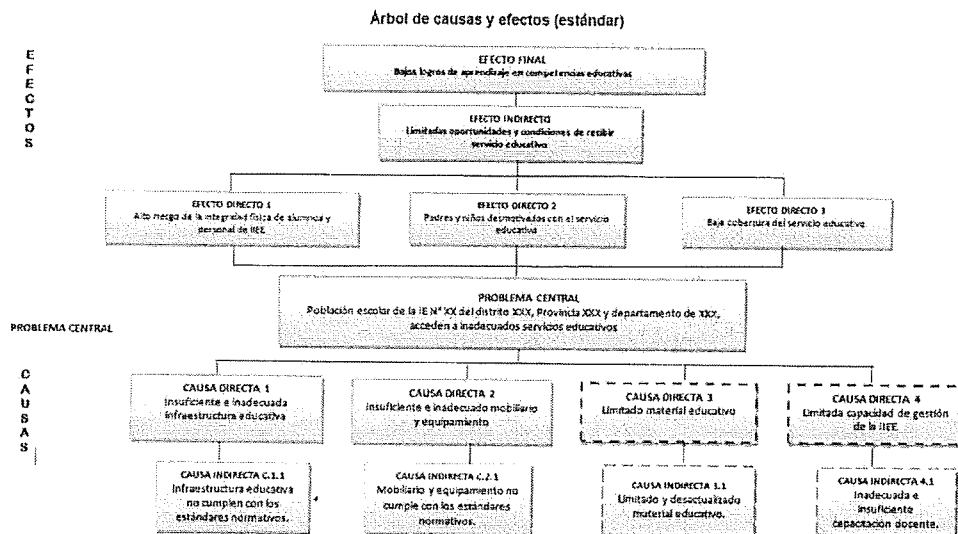 Árbol de causas y efectos (estándar)
EFECTOS
EFECTO FINAL
Bajos logros de aprendizaje en competencias educativas
EFECTO INDIRECTO
Limitadas oportunidades y condiciones de recibir
servicio educativo
EFECTO DIRECTO 1
Alto riesgo de la integridad física de alumnos y
personal de IIEE
EFECTO DIRECTO 2
Padres y niños desmotivados con el servicio
educativo
EFECTO DIRECTO 3
Baja cobertura del servicio educativo
PROBLEMA CENTRAL
PROBLEMA CENTRAL
Población escolar de la IE N° XX del distrito XXX, Provincia XXX y departamento de XXX,
acceden a inadecuados servicios educativos
CAUSAS
CAUSA DIRECTA 1
Insuficiente e inadecuada
infraestructura educativa
CAUSA DIRECTA 2
Insuficiente e inadecuado mobiliario
y equipamiento
CAUSA DIRECTA 3
Limitado material educativo
CAUSA DIRECTA 4
Limitada capacidad de gestión
de la IIEE
CAUSA INDIRECTA C.1.1
Infraestructura educativa
no cumplen con los
estándares normativos.
CAUSA INDIRECTA C.2.1
Mobiliario y equipamiento no
cumple con los estándares
normativos.
CAUSA INDIRECTA 3.1
Limitado y desactualizado
material educativo.
CAUSA INDIRECTA 4.1
Inadecuada e
insuficiente
capacitación docente.